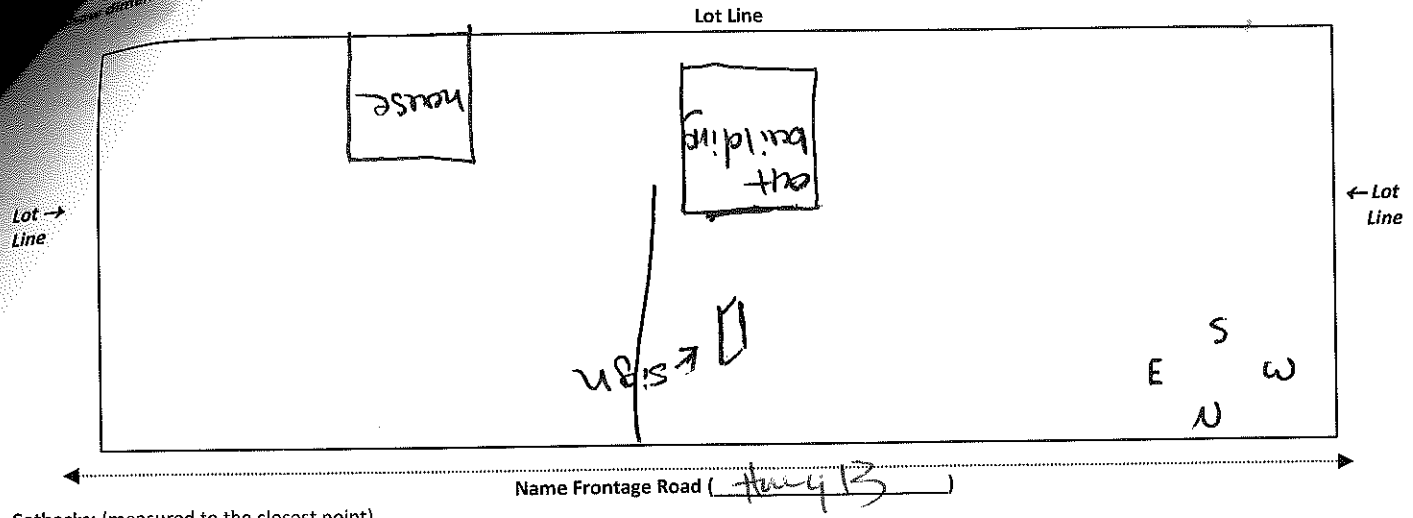 Lot Line
house
out
building
Lot →
Line
← Lot
Line
sign
S
E
W
N
Name Frontage Road ( Hwy 13 )
(measured to the closest point)